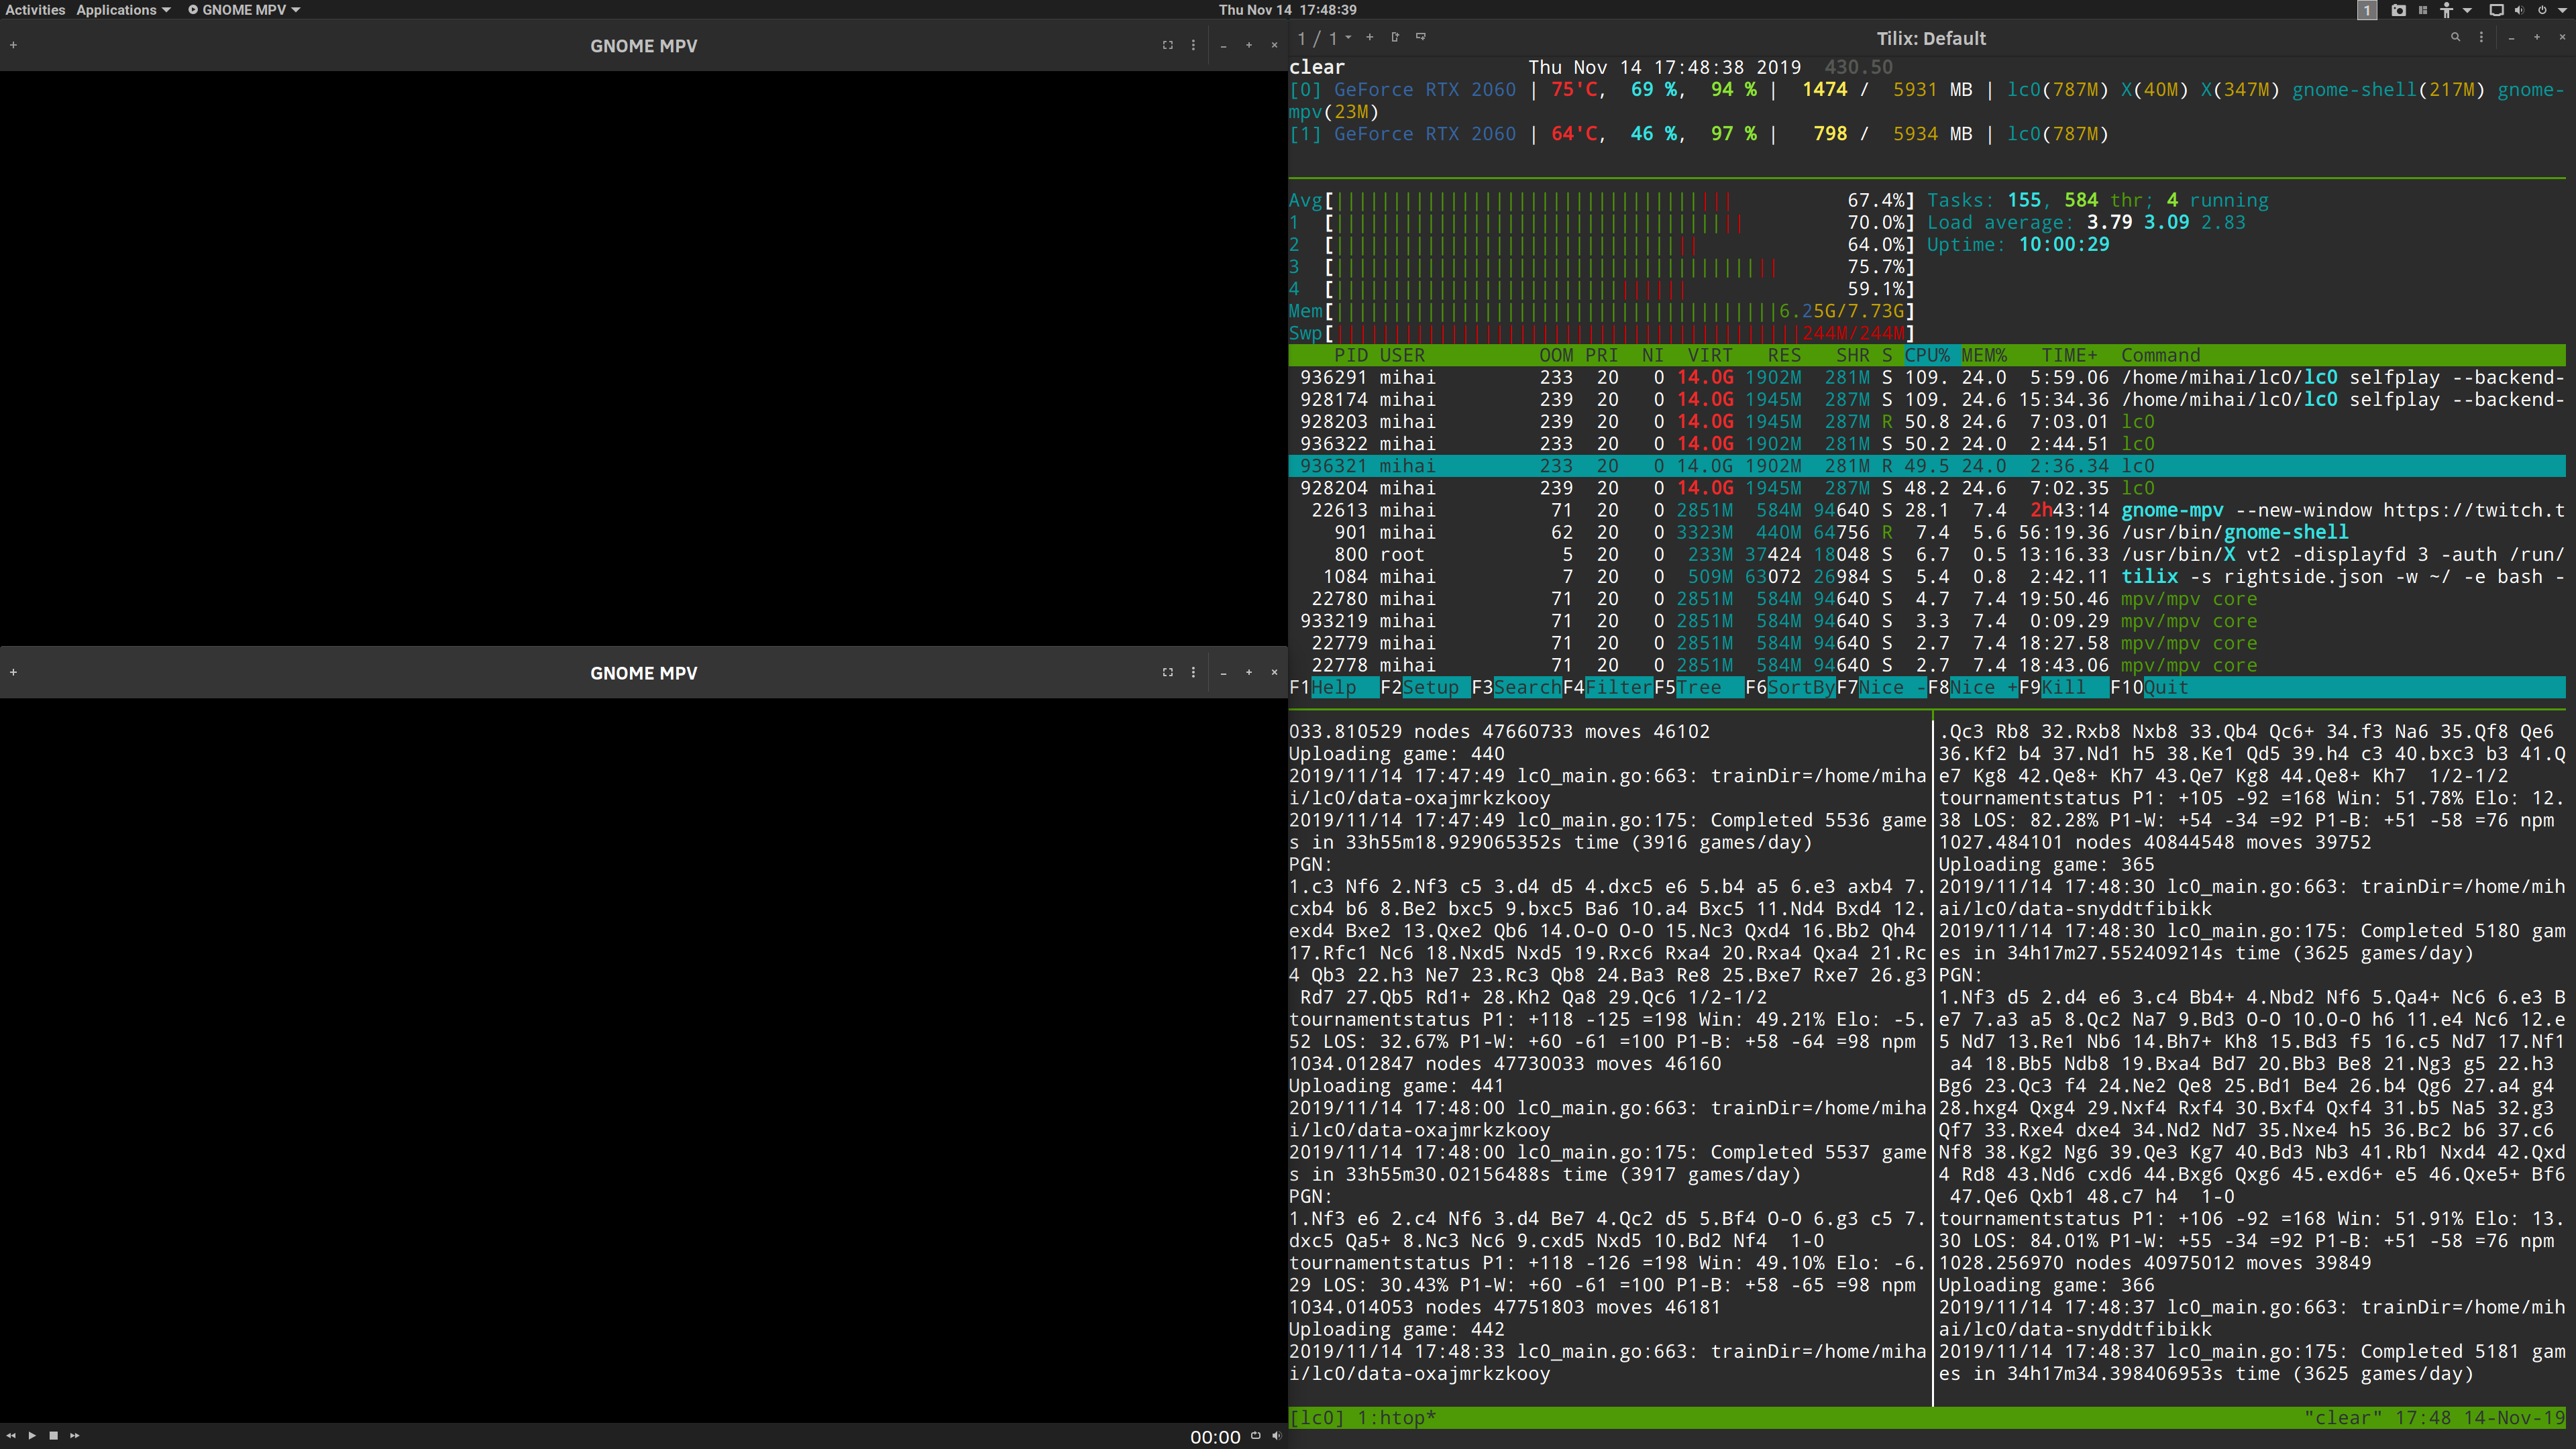 Activities Applications GNOME MPV Thu Nov 14 17:48:39 1
GNOME MPV
GNOME MPV
00:00
1 / 1 Tilix: Default
clear Thu Nov 14 17:48:38 2019 430.50
[0] GeForce RTX 2060 | 75'C, 69 %, 94 % | 1474 / 5931 MB | lc0(787M) X(40M) X(347M) gnome-shell(217M) gnome-
mpv(23M)
[1] GeForce RTX 2060 | 64'C, 46 %, 97 % | 798 / 5934 MB | lc0(787M)
Avg[ 67.4%] Tasks: 155, 584 thr; 4 running
1 [ 70.0%] Load average: 3.79 3.09 2.83
2 [ 64.0%] Uptime: 10:00:29
3 [ 75.7%]
4 [ 59.1%]
Mem[ 6.25G/7.73G]
Swp[ 244M/244M]
PID USER OOM PRI NI VIRT RES SHR S CPU% MEM% TIME+ Command
936291 mihai 233 20 0 14.0G 1902M 281M S 109. 24.0 5:59.06 /home/mihai/lc0/lc0 selfplay --backend-
928174 mihai 239 20 0 14.0G 1945M 287M S 109. 24.6 15:34.36 /home/mihai/lc0/lc0 selfplay --backend-
928203 mihai 239 20 0 14.0G 1945M 287M R 50.8 24.6 7:03.01 lc0
936322 mihai 233 20 0 14.0G 1902M 281M S 50.2 24.0 2:44.51 lc0
936321 mihai 233 20 0 14.0G 1902M 281M R 49.5 24.0 2:36.34 lc0
928204 mihai 239 20 0 14.0G 1945M 287M S 48.2 24.6 7:02.35 lc0
22613 mihai 71 20 0 2851M 584M 94640 S 28.1 7.4 2h43:14 gnome-mpv --new-window https://twitch.t
901 mihai 62 20 0 3323M 440M 64756 R 7.4 5.6 56:19.36 /usr/bin/gnome-shell
800 root 5 20 0 233M 37424 18048 S 6.7 0.5 13:16.33 /usr/bin/X vt2 -displayfd 3 -auth /run/
1084 mihai 7 20 0 509M 63072 26984 S 5.4 0.8 2:42.11 tilix -s rightside.json -w ~/ -e bash -
22780 mihai 71 20 0 2851M 584M 94640 S 4.7 7.4 19:50.46 mpv/mpv core
933219 mihai 71 20 0 2851M 584M 94640 S 3.3 7.4 0:09.29 mpv/mpv core
22779 mihai 71 20 0 2851M 584M 94640 S 2.7 7.4 18:27.58 mpv/mpv core
22778 mihai 71 20 0 2851M 584M 94640 S 2.7 7.4 18:43.06 mpv/mpv core
F1Help F2Setup F3SearchF4FilterF5Tree F6SortByF7Nice -F8Nice +F9Kill F10Quit
033.810529 nodes 47660733 moves 46102
Uploading game: 440
2019/11/14 17:47:49 lc0_main.go:663: trainDir=/home/miha
i/lc0/data-oxajmrkzkooy
2019/11/14 17:47:49 lc0_main.go:175: Completed 5536 game
s in 33h55m18.929065352s time (3916 games/day)
PGN:
1.c3 Nf6 2.Nf3 c5 3.d4 d5 4.dxc5 e6 5.b4 a5 6.e3 axb4 7.
cxb4 b6 8.Be2 bxc5 9.bxc5 Ba6 10.a4 Bxc5 11.Nd4 Bxd4 12.
exd4 Bxe2 13.Qxe2 Qb6 14.O-O O-O 15.Nc3 Qxd4 16.Bb2 Qh4
17.Rfc1 Nc6 18.Nxd5 Nxd5 19.Rxc6 Rxa4 20.Rxa4 Qxa4 21.Rc
4 Qb3 22.h3 Ne7 23.Rc3 Qb8 24.Ba3 Re8 25.Bxe7 Rxe7 26.g3
Rd7 27.Qb5 Rd1+ 28.Kh2 Qa8 29.Qc6 1/2-1/2
tournamentstatus P1: +118 -125 =198 Win: 49.21% Elo: -5.
52 LOS: 32.67% P1-W: +60 -61 =100 P1-B: +58 -64 =98 npm
1034.012847 nodes 47730033 moves 46160
Uploading game: 441
2019/11/14 17:48:00 lc0_main.go:663: trainDir=/home/miha
i/lc0/data-oxajmrkzkooy
2019/11/14 17:48:00 lc0_main.go:175: Completed 5537 game
s in 33h55m30.02156488s time (3917 games/day)
PGN:
1.Nf3 e6 2.c4 Nf6 3.d4 Be7 4.Qc2 d5 5.Bf4 O-O 6.g3 c5 7.
dxc5 Qa5+ 8.Nc3 Nc6 9.cxd5 Nxd5 10.Bd2 Nf4 1-0
tournamentstatus P1: +118 -126 =198 Win: 49.10% Elo: -6.
29 LOS: 30.43% P1-W: +60 -61 =100 P1-B: +58 -65 =98 npm
1034.014053 nodes 47751803 moves 46181
Uploading game: 442
2019/11/14 17:48:33 lc0_main.go:663: trainDir=/home/miha
i/lc0/data-oxajmrkzkooy
.Qc3 Rb8 32.Rxb8 Nxb8 33.Qb4 Qc6+ 34.f3 Na6 35.Qf8 Qe6
36.Kf2 b4 37.Nd1 h5 38.Ke1 Qd5 39.h4 c3 40.bxc3 b3 41.Q
e7 Kg8 42.Qe8+ Kh7 43.Qe7 Kg8 44.Qe8+ Kh7 1/2-1/2
tournamentstatus P1: +105 -92 =168 Win: 51.78% Elo: 12.
38 LOS: 82.28% P1-W: +54 -34 =92 P1-B: +51 -58 =76 npm
1027.484101 nodes 40844548 moves 39752
Uploading game: 365
2019/11/14 17:48:30 lc0_main.go:663: trainDir=/home/mih
ai/lc0/data-snyddtfibikk
2019/11/14 17:48:30 lc0_main.go:175: Completed 5180 gam
es in 34h17m27.552409214s time (3625 games/day)
PGN:
1.Nf3 d5 2.d4 e6 3.c4 Bb4+ 4.Nbd2 Nf6 5.Qa4+ Nc6 6.e3 B
e7 7.a3 a5 8.Qc2 Na7 9.Bd3 O-O 10.O-O h6 11.e4 Nc6 12.e
5 Nd7 13.Re1 Nb6 14.Bh7+ Kh8 15.Bd3 f5 16.c5 Nd7 17.Nf1
a4 18.Bb5 Ndb8 19.Bxa4 Bd7 20.Bb3 Be8 21.Ng3 g5 22.h3
Bg6 23.Qc3 f4 24.Ne2 Qe8 25.Bd1 Be4 26.b4 Qg6 27.a4 g4
28.hxg4 Qxg4 29.Nxf4 Rxf4 30.Bxf4 Qxf4 31.b5 Na5 32.g3
Qf7 33.Rxe4 dxe4 34.Nd2 Nd7 35.Nxe4 h5 36.Bc2 b6 37.c6
Nf8 38.Kg2 Ng6 39.Qe3 Kg7 40.Bd3 Nb3 41.Rb1 Nxd4 42.Qxd
4 Rd8 43.Nd6 cxd6 44.Bxg6 Qxg6 45.exd6+ e5 46.Qxe5+ Bf6
47.Qe6 Qxb1 48.c7 h4 1-0
tournamentstatus P1: +106 -92 =168 Win: 51.91% Elo: 13.
30 LOS: 84.01% P1-W: +55 -34 =92 P1-B: +51 -58 =76 npm
1028.256970 nodes 40975012 moves 39849
Uploading game: 366
2019/11/14 17:48:37 lc0_main.go:663: trainDir=/home/mih
ai/lc0/data-snyddtfibikk
2019/11/14 17:48:37 lc0_main.go:175: Completed 5181 gam
es in 34h17m34.398406953s time (3625 games/day)
[lc0] 1:htop* "clear" 17:48 14-Nov-19